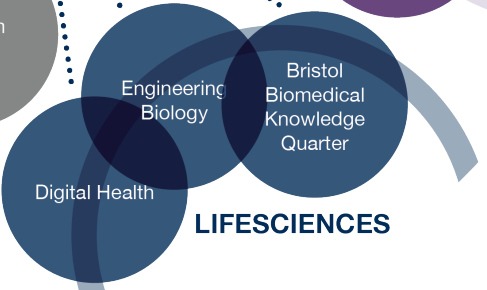 Engineering
Biology
Bristol
Biomedical
Knowledge
Quarter
Digital Health
LIFESCIENCES